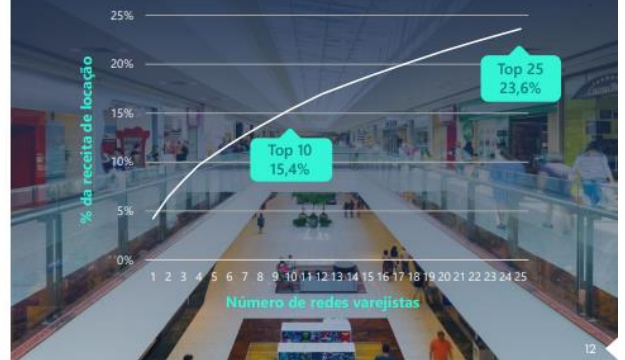 25%
20%
15%
10%
5%
0%
% da receita de locação
Top 10
15,4%
Top 25
23,6%
1 2 3 4 5 6 7 8 9 10 11 12 13 14 15 16 17 18 19 20 21 22 23 24 25
Número de redes varejistas
12